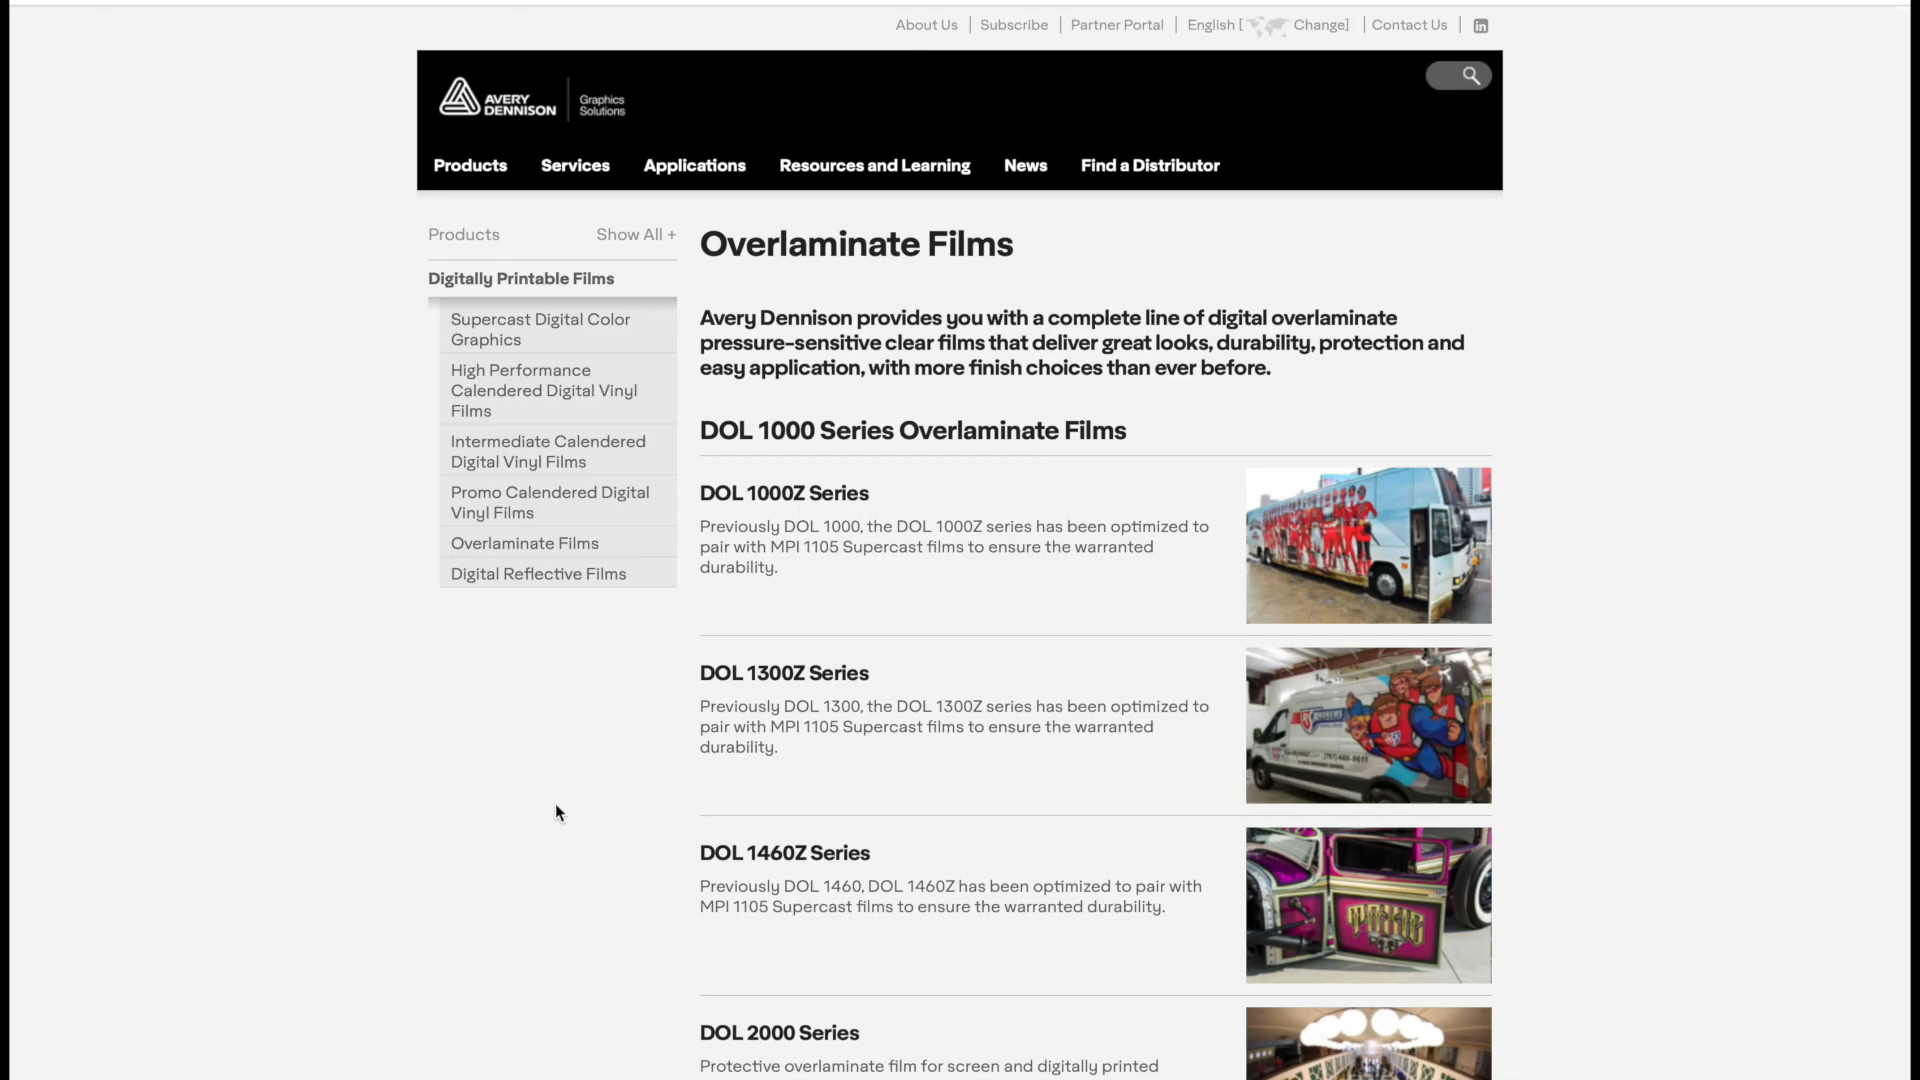 About Us
Subscribe
Partner Portal
English [ Change]
Contact Us
in
AVERY
DENNISON
Graphics
Solutions
Products
Services
Applications
Resources and Learning
News
Find a Distributor
Products
Show All +
Digitally Printable Films
Supercast Digital Color
Graphics
High Performance
Calendered Digital Vinyl
Films
Intermediate Calendered
Digital Vinyl Films
Promo Calendered Digital
Vinyl Films
Overlaminate Films
Digital Reflective Films
Overlaminate Films
Avery Dennison provides you with a complete line of digital overlaminate
pressure-sensitive clear films that deliver great looks, durability, protection and
easy application, with more finish choices than ever before.
DOL 1000 Series Overlaminate Films
DOL 1000Z Series
Previously DOL 1000, the DOL 1000Z series has been optimized to
pair with MPI 1105 Supercast films to ensure the warranted
durability.
DOL 1300Z Series
Previously DOL 1300, the DOL 1300Z series has been optimized to
pair with MPI 1105 Supercast films to ensure the warranted
durability.
DOL 1460Z Series
Previously DOL 1460, DOL 1460Z has been optimized to pair with
MPI 1105 Supercast films to ensure the warranted durability.
DOL 2000 Series
Protective overlaminate film for screen and digitally printed